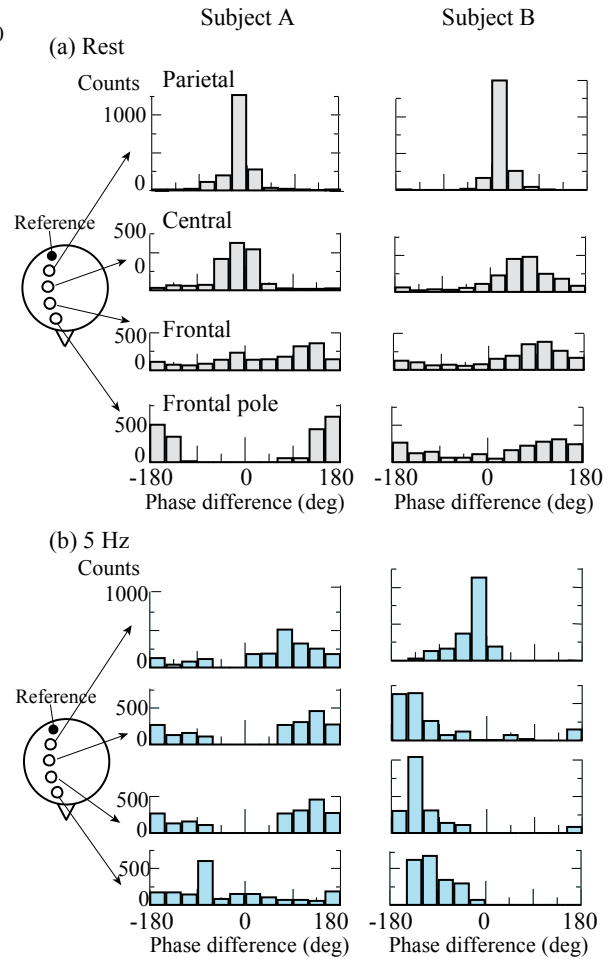 0
Subject A Subject B
(a) Rest
Counts
Parietal
1000
0
Reference
Central
500
0
Frontal
500
0
Frontal pole
500
0
-180 0 180 -180 0 180
Phase difference (deg) Phase difference (deg)
(b) 5 Hz
Counts
1000
0
Reference
500
0
500
0
500
0
-180 0 180 -180 0 180
Phase difference (deg) Phase difference (deg)